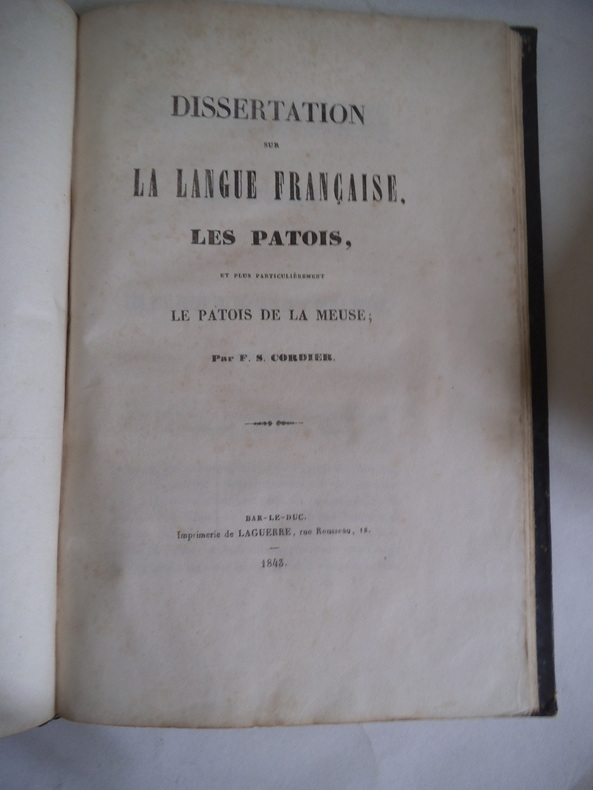 DISSERTATION
SUR
LA LANGUE FRANÇAISE,
LES PATOIS,
ET PLUS PARTICULIÈREMENT
LE PATOIS DE LA MEUSE;
Par F. S. CORDIER.
BAR-LE-DUC.
Imprimerie de LAGUERRE, rue Rousseau, 16.
1843.